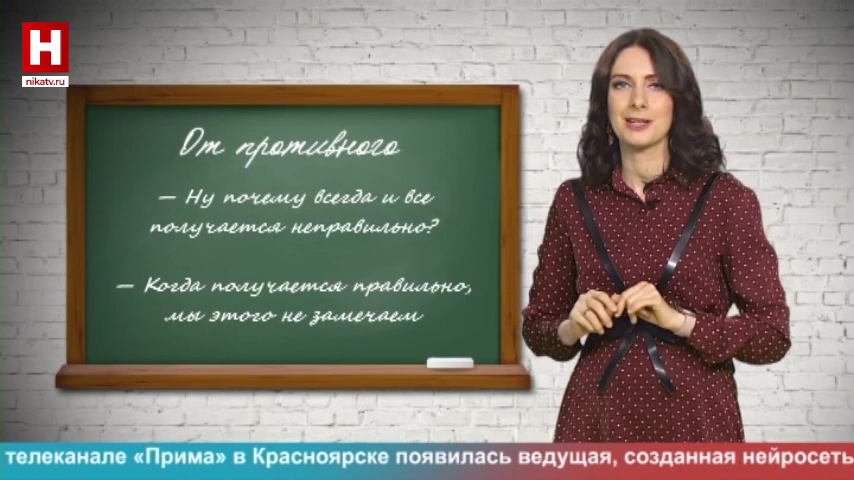 Н
nikatv.ru
От противного
— Ну почему всегда и все
получается неправильно?
— Когда получается правильно,
мы этого не замечаем
телеканале «Прима» в Красноярске появилась ведущая, созданная нейросеть